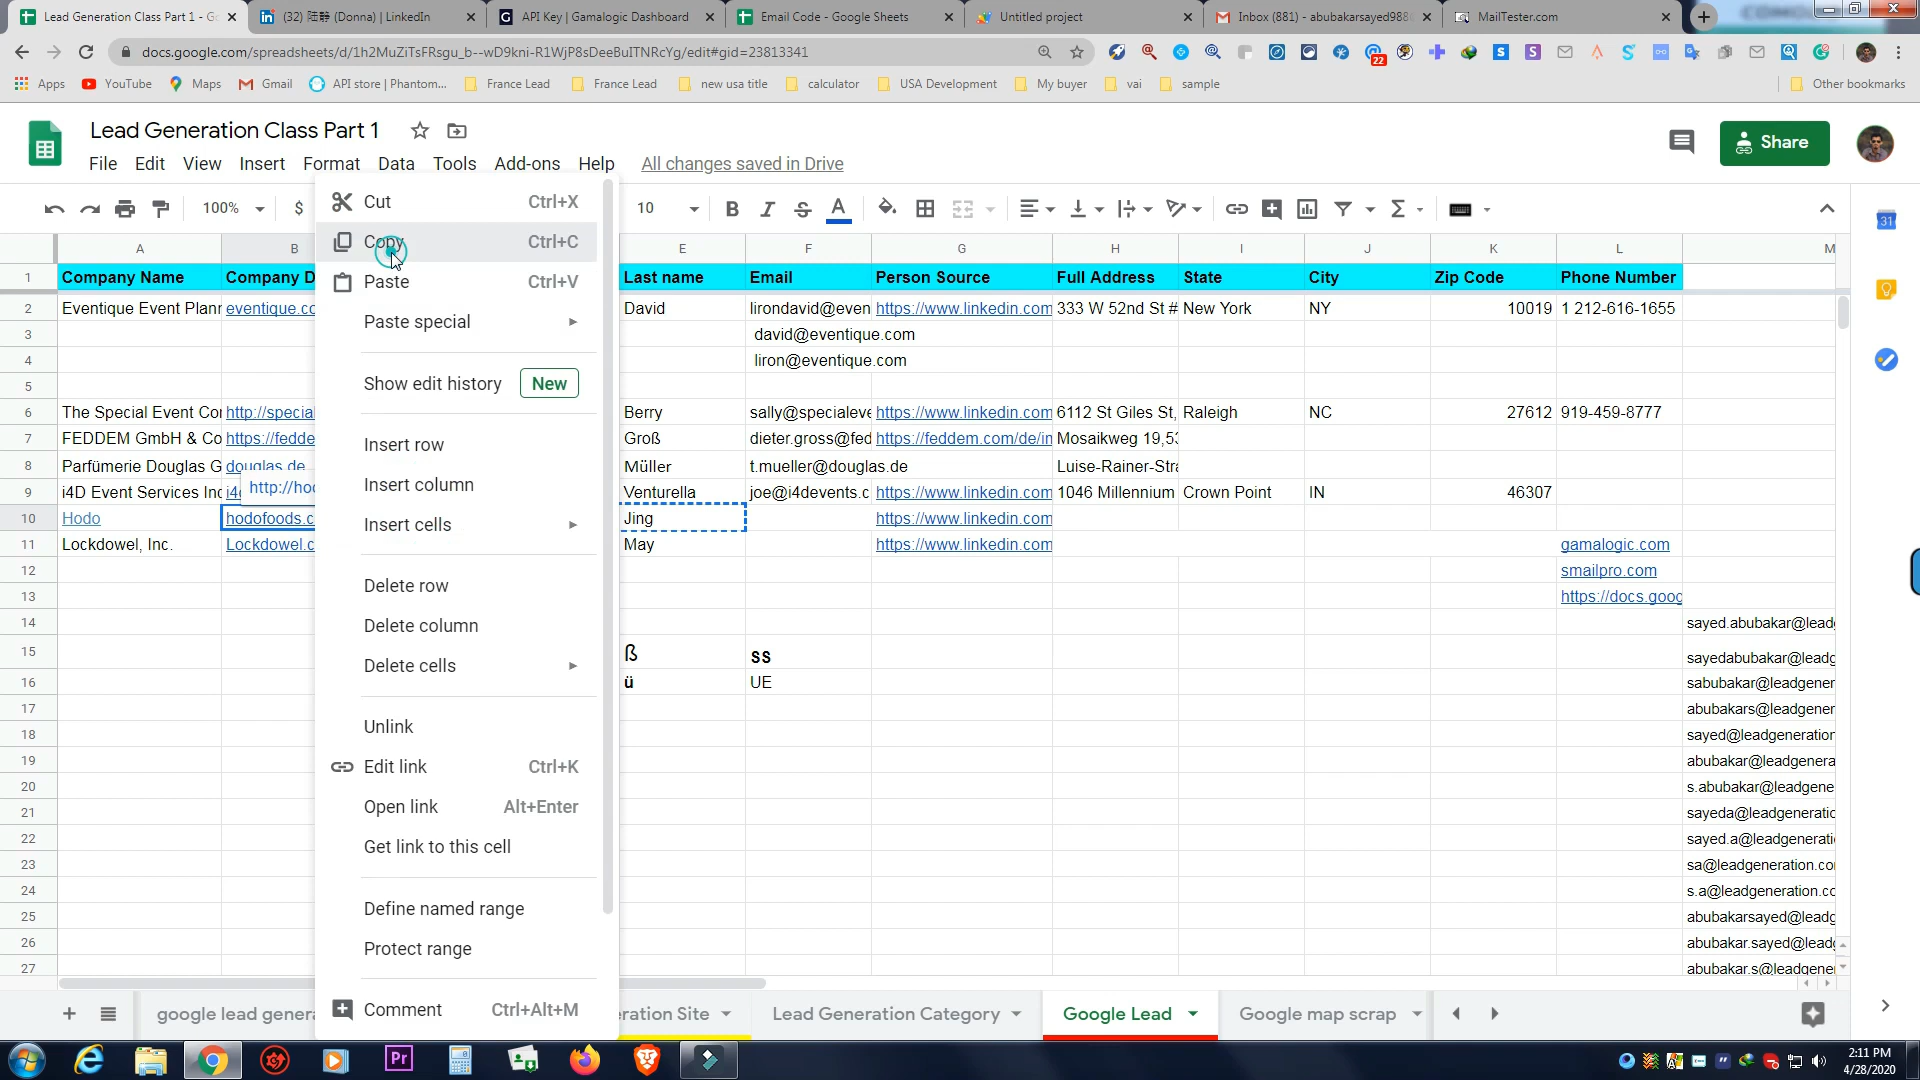 Lead Generation Class Part 1 - Go
(32) 陆静 (Donna) | LinkedIn
API Key | Gamalogic Dashboard
Email Code - Google Sheets
Untitled project
Inbox (881) - abubakarsayed988
MailTester.com
docs.google.com/spreadsheets/d/1h2MuZiTsFRsgu_b--wD9kni-R1WjP8sDeeBuITNRcYg/edit#gid=23813341
22
Apps YouTube Maps Gmail API store | Phantom... France Lead France Lead new usa title calculator USA Development My buyer vai sample Other bookmarks
Lead Generation Class Part 1
Share
File Edit View Insert Format Data Tools Add-ons Help All changes saved in Drive
100% $ 10 B I S A Σ
31
A B E F G H I J K L M
1 Company Name Company D Last name Email Person Source Full Address State City Zip Code Phone Number
2 Eventique Event Plann eventique.co David lirondavid@even https://www.linkedin.com 333 W 52nd St # New York NY 10019 1 212-616-1655
3 david@eventique.com
4 liron@eventique.com
5
6 The Special Event Cor http://special Berry sally@specialeve https://www.linkedin.com 6112 St Giles St, Raleigh NC 27612 919-459-8777
7 FEDDEM GmbH & Co https://fedde Groß dieter.gross@fed https://feddem.com/de/in Mosaikweg 19,53
8 Parfümerie Douglas G douglas.de Müller t.mueller@douglas.de Luise-Rainer-Stra
9 i4D Event Services Inc i4 http://hod Venturella joe@i4devents.c https://www.linkedin.com 1046 Millennium Crown Point IN 46307
10 Hodo hodofoods.c Jing https://www.linkedin.com
11 Lockdowel, Inc. Lockdowel.c May https://www.linkedin.com gamalogic.com
12 smailpro.com
13 https://docs.goog
14 sayed.abubakar@leadg
15 ß ss sayedabubakar@leadg
16 ü UE sabubakar@leadgener
17 abubakars@leadgener
18 sayed@leadgeneration
19 abubakar@leadgenera
20 s.abubakar@leadgene
21 sayeda@leadgeneratic
22 sayed.a@leadgenerati
23 sa@leadgeneration.co
24 s.a@leadgeneration.cc
25 abubakarsayed@leadg
26 abubakar.sayed@leadg
27 abubakar.s@leadgener
Cut Ctrl+X
Copy Ctrl+C
Paste Ctrl+V
Paste special
Show edit history New
Insert row
Insert column
Insert cells
Delete row
Delete column
Delete cells
Unlink
Edit link Ctrl+K
Open link Alt+Enter
Get link to this cell
Define named range
Protect range
Comment Ctrl+Alt+M
google lead genera eration Site Lead Generation Category Google Lead Google map scrap
Pr
2:11 PM
4/28/2020